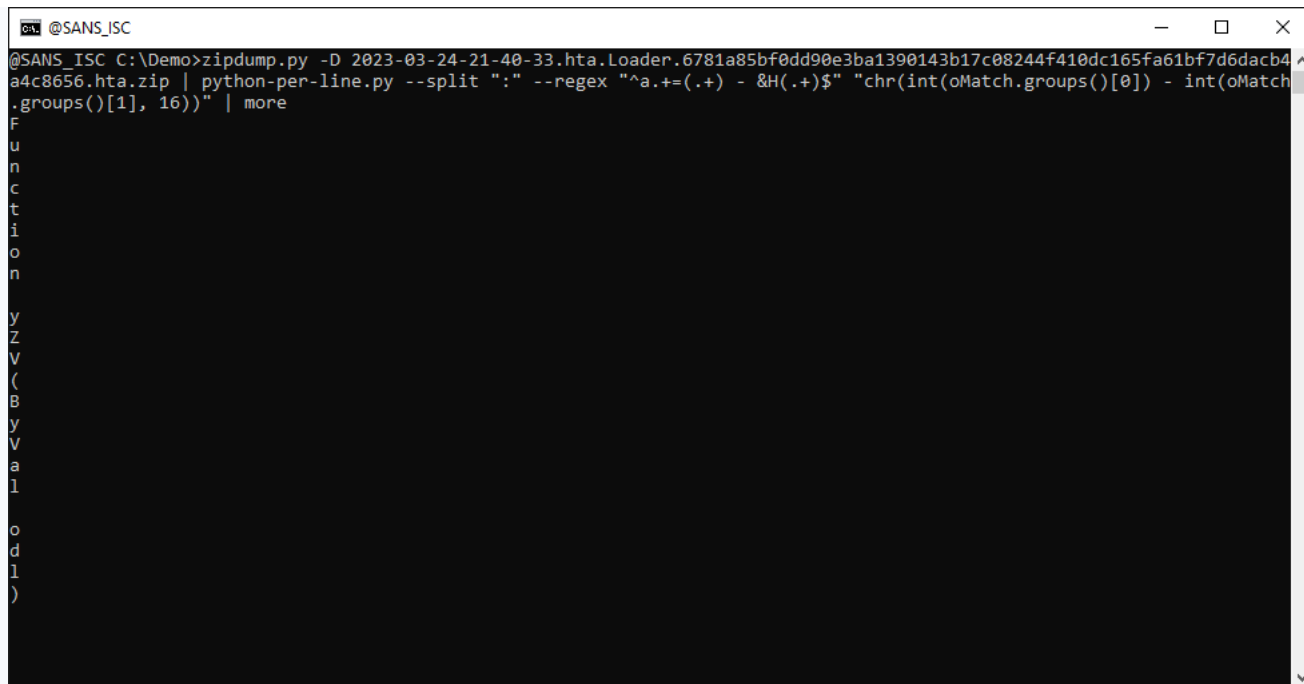 @SANS_ISC
@SANS_ISC C:\Demo>zipdump.py -D 2023-03-24-21-40-33.hta.Loader.6781a85bf0dd90e3ba1390143b17c08244f410dc165fa61bf7d6dacb4
a4c8656.hta.zip | python-per-line.py --split ":" --regex "^a.+=(.+) - &H(.+)$" "chr(int(oMatch.groups()[0]) - int(oMatch
.groups()[1], 16))" | more
F
u
n
c
t
i
o
n
y
Z
V
(
B
y
V
a
l
o
d
l
)